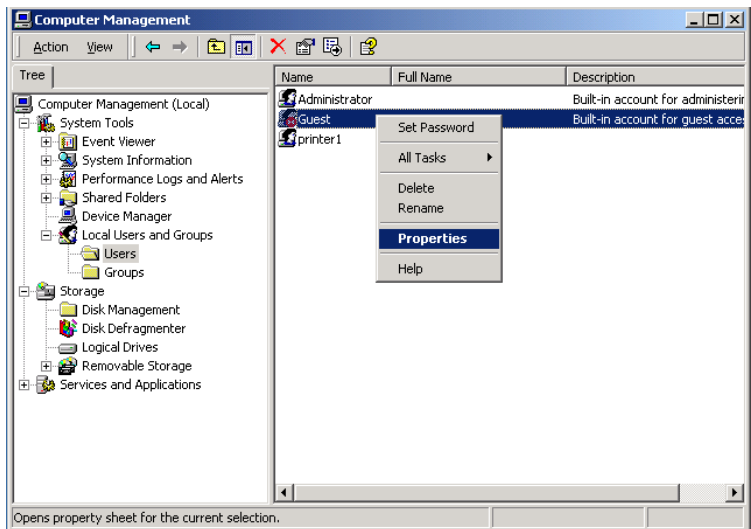 Computer Management
Action View
Tree
Name Full Name Description
Computer Management (Local)
System Tools
Event Viewer
System Information
Performance Logs and Alerts
Shared Folders
Device Manager
Local Users and Groups
Users
Groups
Storage
Disk Management
Disk Defragmenter
Logical Drives
Removable Storage
Services and Applications
Administrator Built-in account for administerin
Guest Built-in account for guest acces
printer1
Set Password
All Tasks
Delete
Rename
Properties
Help
Opens property sheet for the current selection.